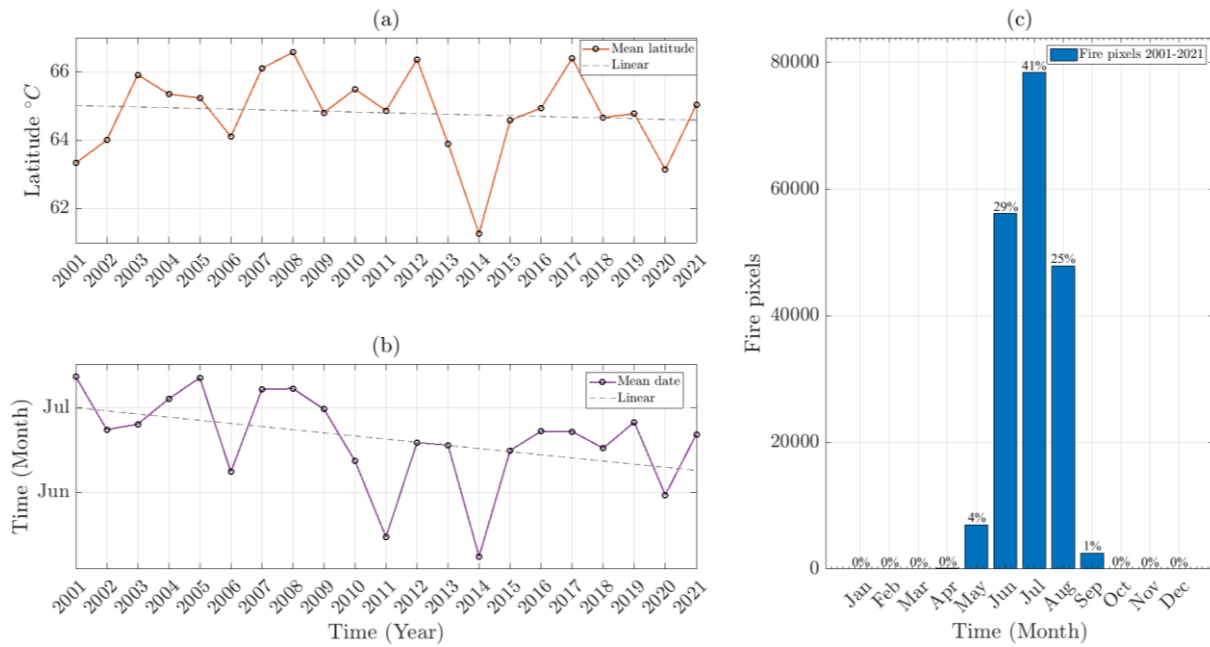 (a)
Latitude °C
66
64
62
Mean latitude
Linear
2001 2002 2003 2004 2005 2006 2007 2008 2009 2010 2011 2012 2013 2014 2015 2016 2017 2018 2019 2020 2021
(b)
Time (Month)
Jul
Jun
Mean date
Linear
2001 2002 2003 2004 2005 2006 2007 2008 2009 2010 2011 2012 2013 2014 2015 2016 2017 2018 2019 2020 2021
Time (Year)
(c)
Fire pixels
80000
60000
40000
20000
0
Fire pixels 2001-2021
0% 0% 0% 0% 4% 29% 41% 25% 1% 0% 0% 0%
Jan Feb Mar Apr May Jun Jul Aug Sep Oct Nov Dec
Time (Month)